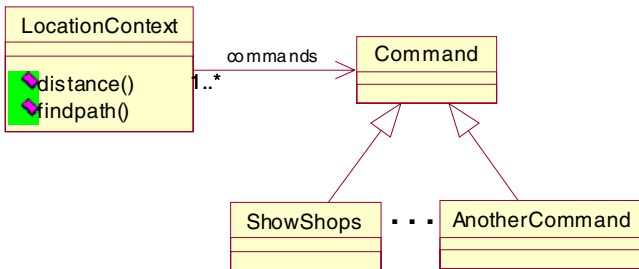 LocationContext
distance()
findpath()
commands
1..*
Command
ShowShops
...
AnotherCommand